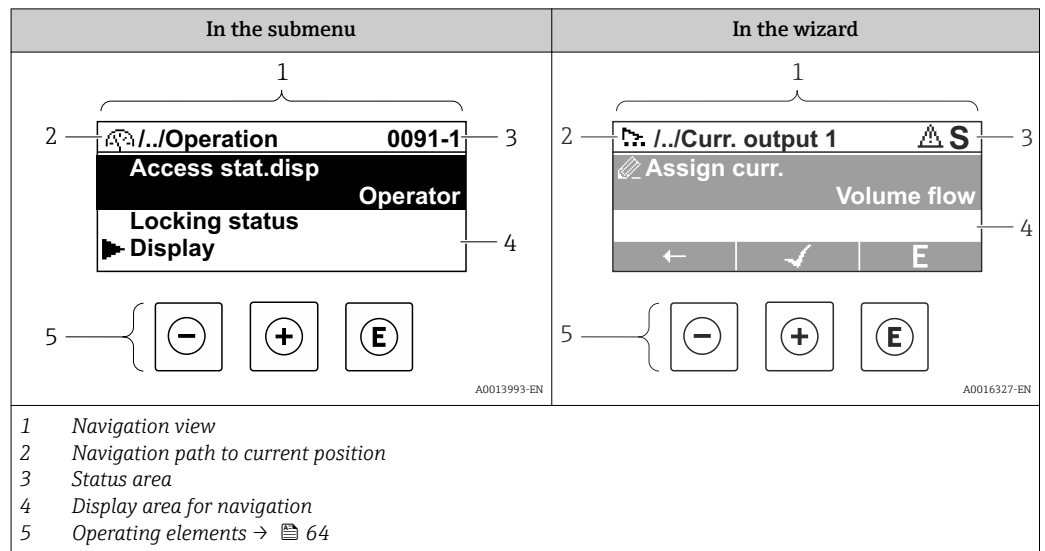 In the submenu
In the wizard
1
2
/../Operation 0091-1
3
Access stat.disp
Operator
Locking status
Display
4
5
- + E
A0013993-EN
1
2
/../Curr. output 1 S
3
Assign curr.
Volume flow
4
← ✓ E
5
- + E
A0016327-EN
1 Navigation view
2 Navigation path to current position
3 Status area
4 Display area for navigation
5 Operating elements → 64